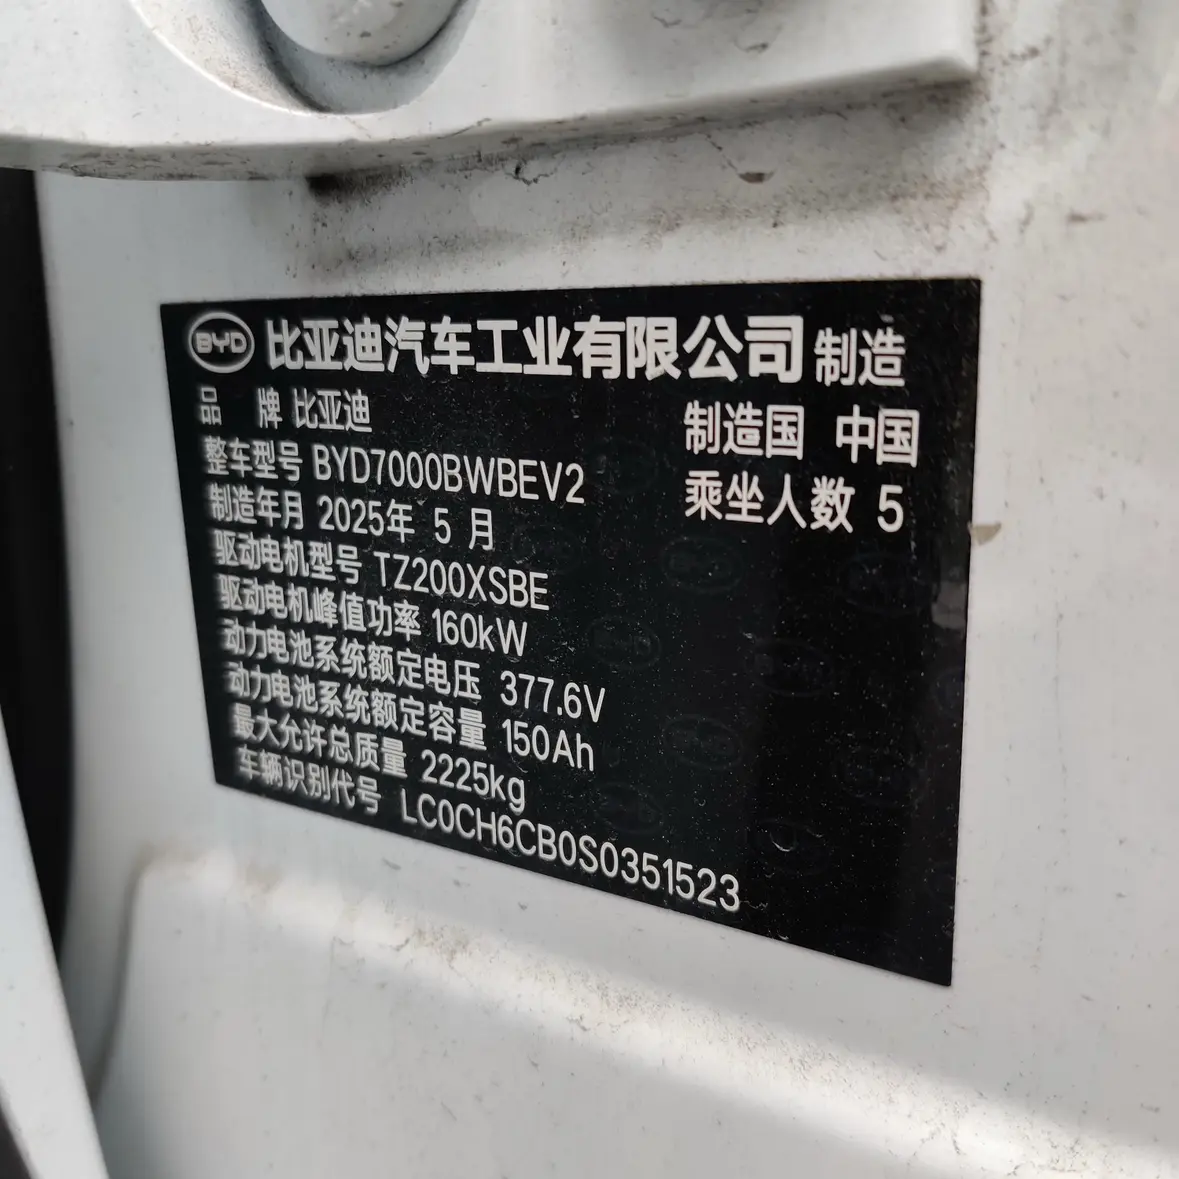 BYD 比亚迪汽车工业有限公司 制造
品 牌 比亚迪
制造国 中国
整车型号 BYD7000BWBEV2
乘坐人数 5
制造年月 2025年 5月
驱动电机型号 TZ200XSBE
驱动电机峰值功率 160kW
动力电池系统额定电压 377.6V
动力电池系统额定容量 150Ah
最大允许总质量 2225kg
车辆识别代号 LC0CH6CB0S0351523